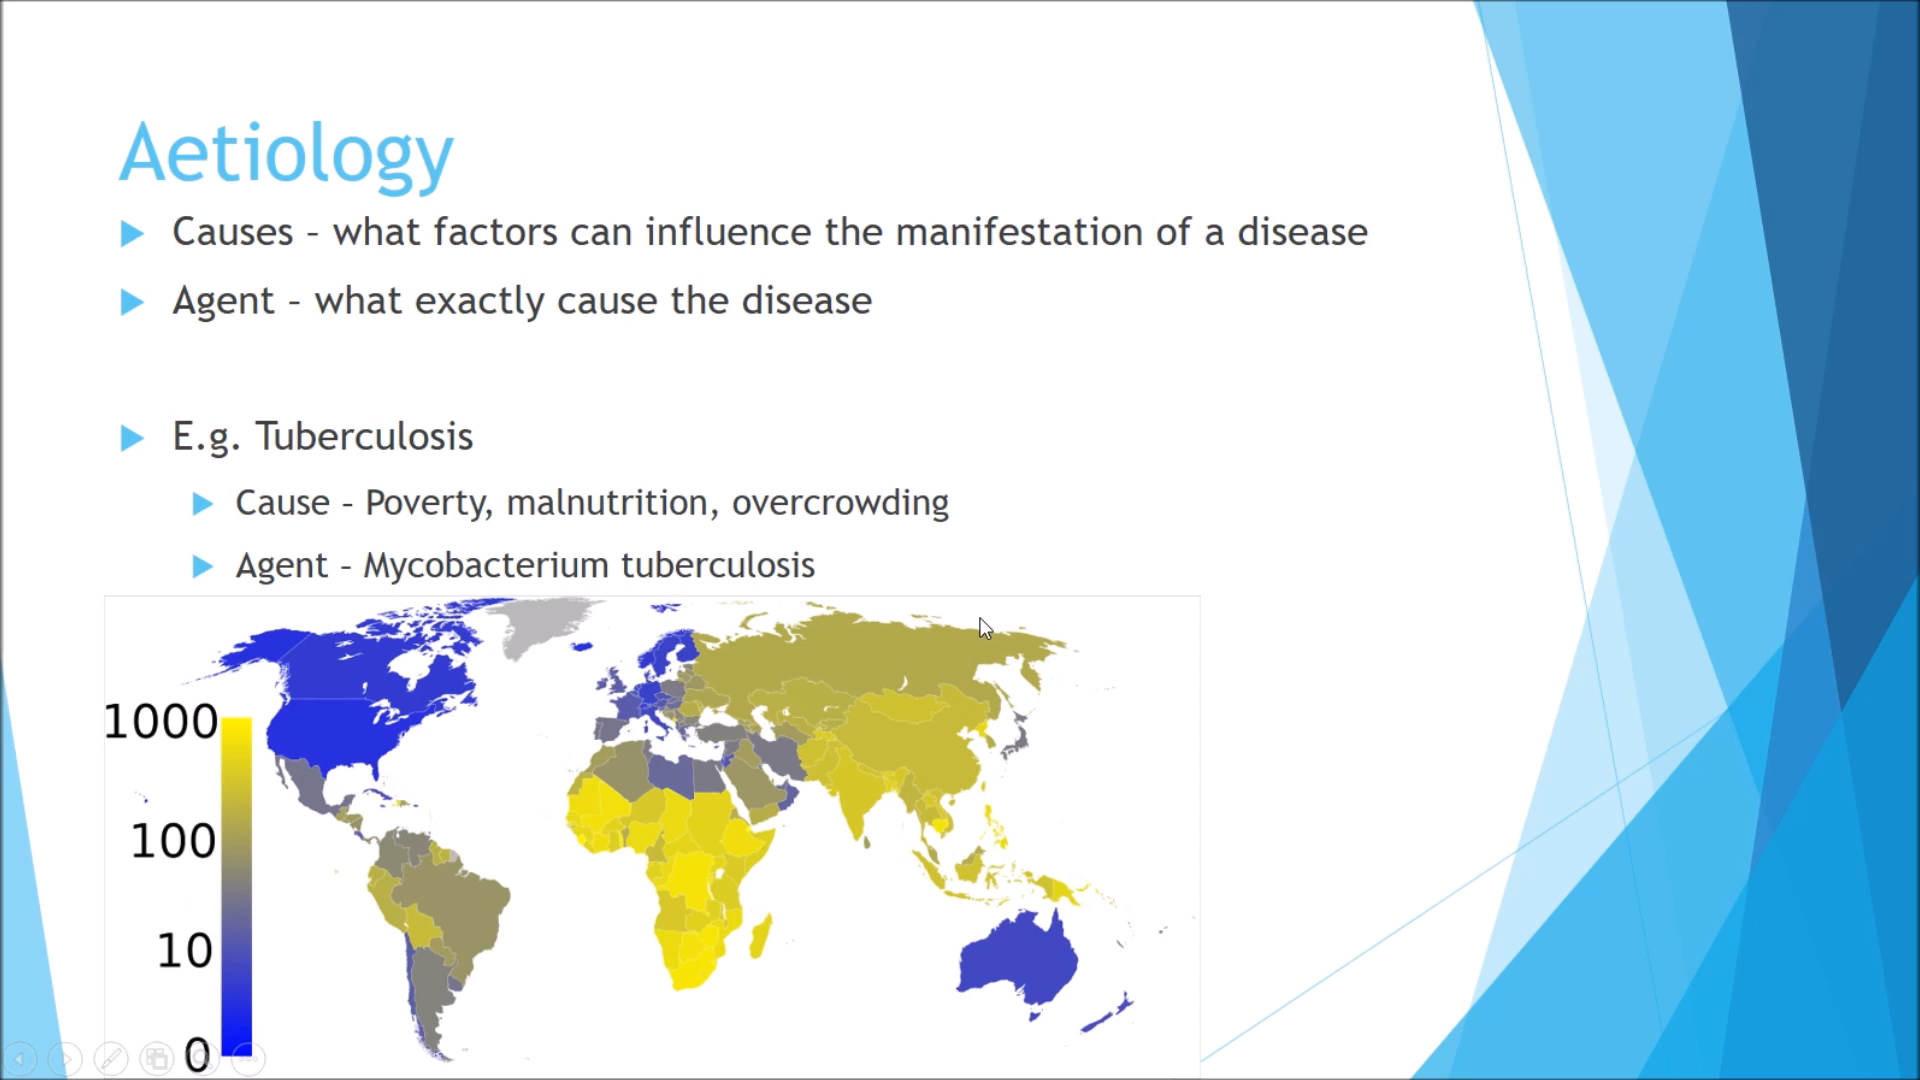 Aetiology
Causes – what factors can influence the manifestation of a disease
Agent – what exactly cause the disease
E.g. Tuberculosis
Cause – Poverty, malnutrition, overcrowding
Agent – Mycobacterium tuberculosis
1000
100
10
0